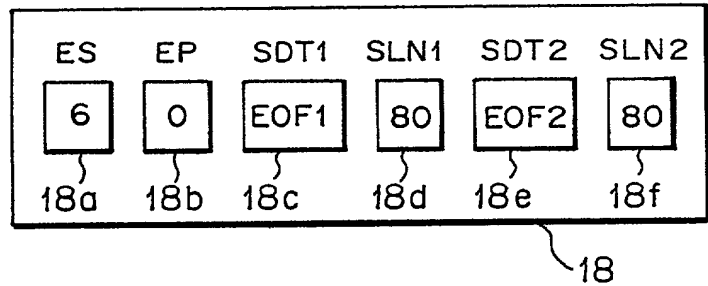 ES EP SDT1 SLN1 SDT2 SLN2
6 0 EOF1 80 EOF2 80
18a 18b 18c 18d 18e 18f
18